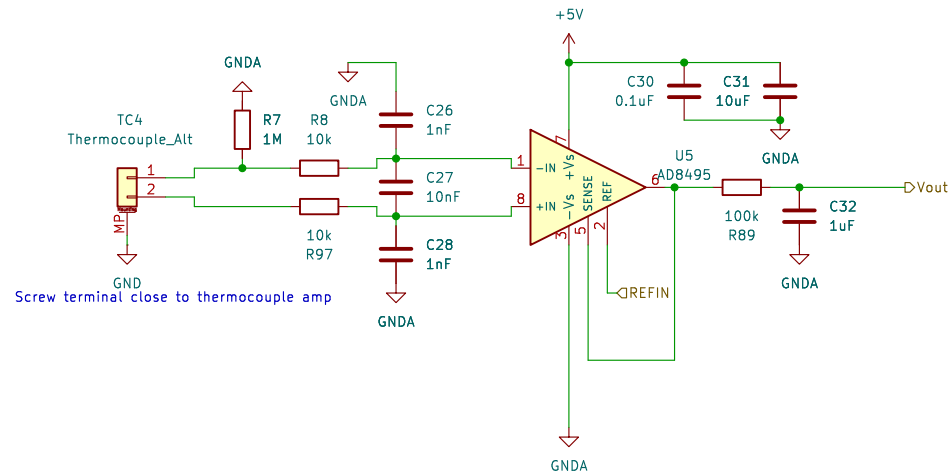 +5V
GNDA
GNDA
C30
0.1uF
C31
10uF
TC4
Thermocouple_Alt
R7
1M
R8
10k
C26
1nF
GNDA
1
2
MP
C27
10nF
1
8
-IN
+IN
7
+Vs
-Vs
3
SENSE
5
REF
2
U5
AD8495
6
Vout
10k
R97
C28
1nF
100k
R89
C32
1uF
GND
GNDA
Screw terminal close to thermocouple amp
REFIN
GNDA
GNDA